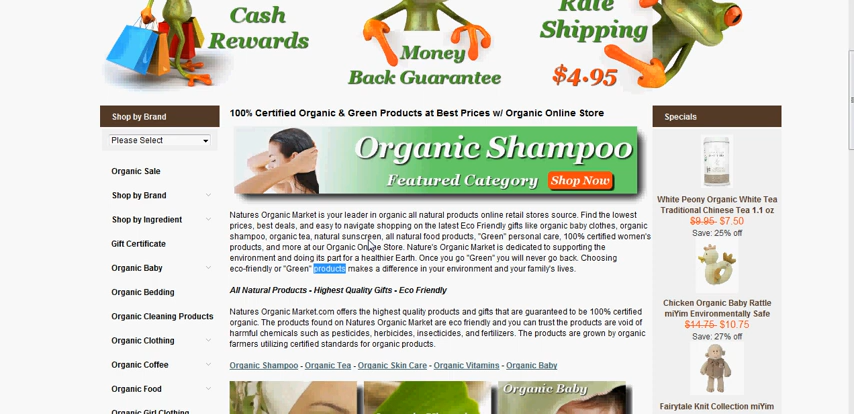 Cash
Rewards
Money
Back Guarantee
Rate
Shipping
$4.95
Shop by Brand
Please Select
Organic Sale
Shop by Brand
Shop by Ingredient
Gift Certificate
Organic Baby
Organic Bedding
Organic Cleaning Products
Organic Clothing
Organic Coffee
Organic Food
Organic Girl Clothing
100% Certified Organic & Green Products at Best Prices w/ Organic Online Store
Organic Shampoo
Featured Category Shop Now
Natures Organic Market is your leader in organic all natural products online retail stores source. Find the lowest
prices, best deals, and easy to navigate shopping on the latest Eco Friendly gifts like organic baby clothes, organic
shampoo, organic tea, natural sunscreen, all natural food products, "Green" personal care, 100% certified women's
products, and more at our Organic Online Store. Nature's Organic Market is dedicated to supporting the
environment and doing its part for a healthier Earth. Once you go "Green" you will never go back. Choosing
eco-friendly or "Green" products makes a difference in your environment and your family's lives.
All Natural Products - Highest Quality Gifts - Eco Friendly
Natures Organic Market.com offers the highest quality products and gifts that are guaranteed to be 100% certified
organic. The products found on Natures Organic Market are eco friendly and you can trust the products are void of
harmful chemicals such as pesticides, herbicides, insecticides, and fertilizers. The products are grown by organic
farmers utilizing certified standards for organic products.
Organic Shampoo - Organic Tea - Organic Skin Care - Organic Vitamins - Organic Baby
Organic Baby
Specials
White Peony Organic White Tea
Traditional Chinese Tea 1.1 oz
$9.95 $7.50
Save: 25% off
Chicken Organic Baby Rattle
miYim Environmentally Safe
$14.75 $10.75
Save: 27% off
Fairytale Knit Collection miYim